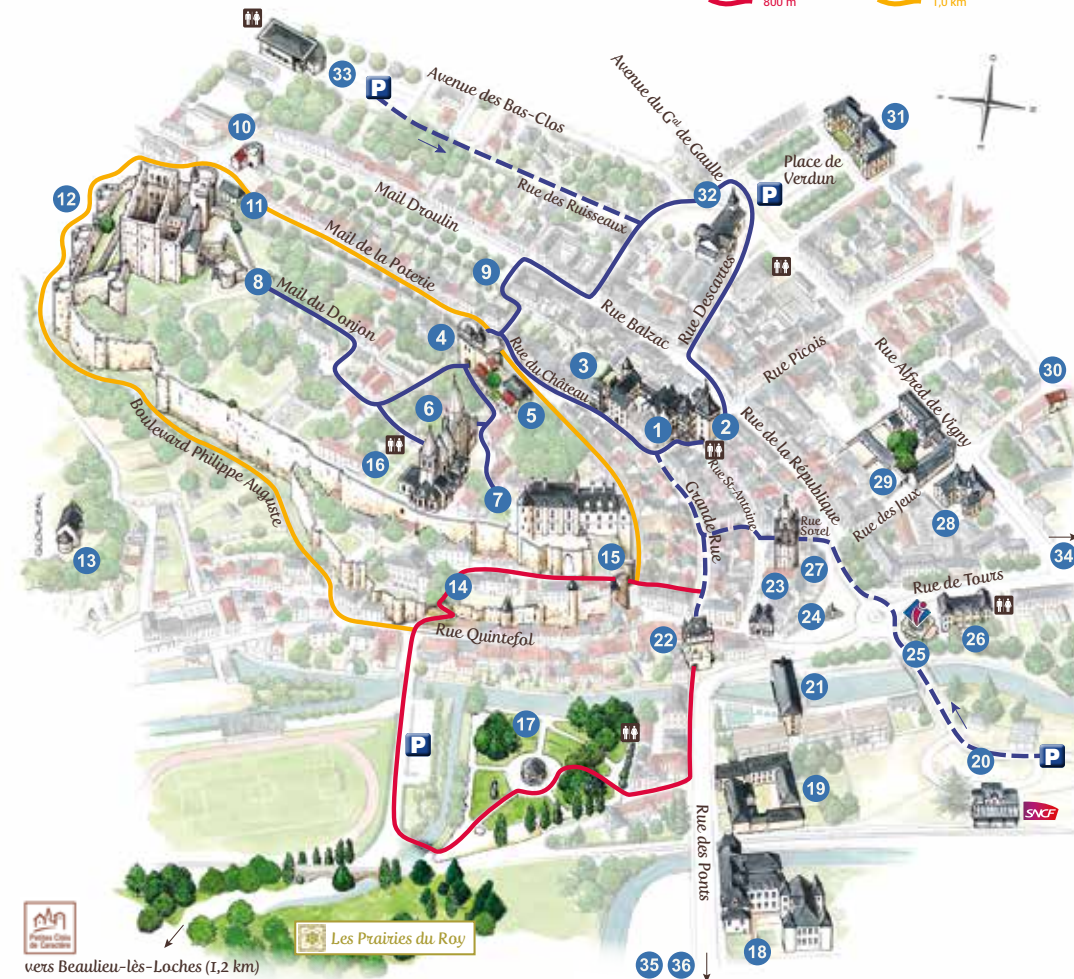 800 m
1,0 km
33
P
Avenue des Bas-Clos
Avenue du Gal de Gaulle
31
Place de
Verdun
10
12
11
Mail Droulin
Rue des Ruisseaux
32
P
Mail de la Poterie
9
8
Mail du Donjon
4
Rue Balzac
Rue Descartes
Rue Picois
Rue Alfred de Vigny
30
3
Rue du Château
5
6
1
2
Rue de la République
16
7
Boulevard Philippe Auguste
Grande Rue
Rue St-Antoine
29
Rue des Jeux
28
Rue
Sorel
34
13
15
14
23
27
Rue de Tours
24
22
Rue Quintefol
25
26
21
17
P
20
P
19
SNCF
Rue des Ponts
18
Petites Cités
de Caractère
Les Prairies du Roy
vers Beaulieu-lès-Loches (1,2 km)
35
36